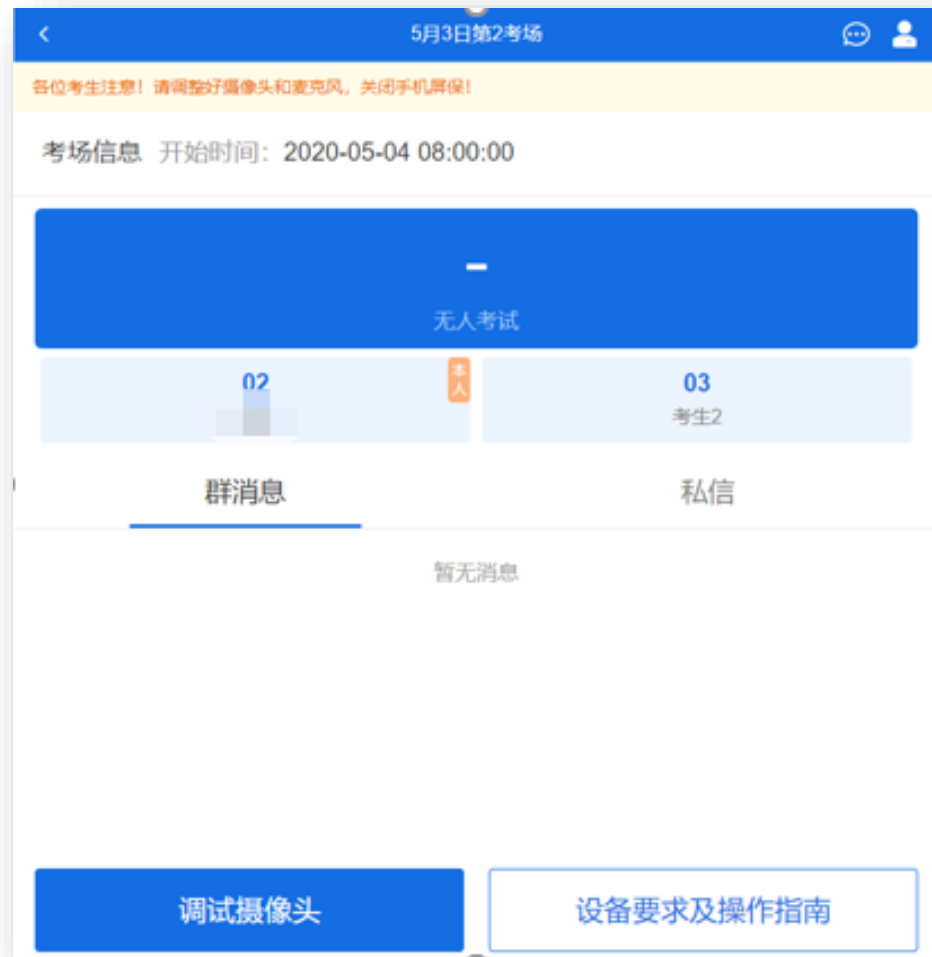 5月3日第2考场
各位考生注意！请调整好摄像头和麦克风，关闭手机屏保！
考场信息 开始时间：2020-05-04 08:00:00
-
无人考试
02 本人
03
考生2
群消息 私信
暂无消息
调试摄像头 设备要求及操作指南